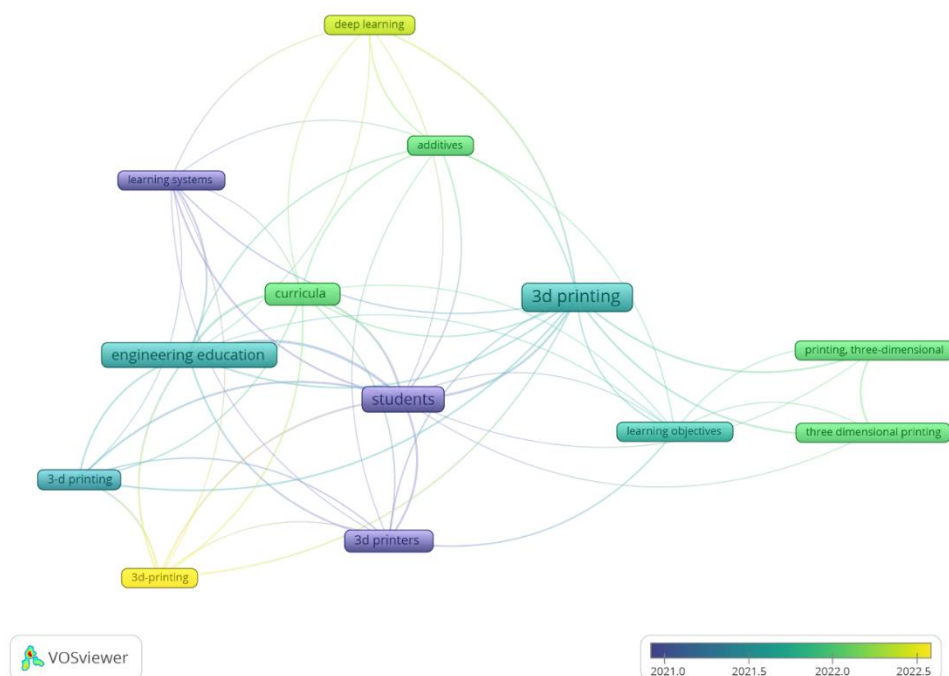 deep learning
additives
learning systems
curricula
3d printing
engineering education
printing, three-dimensional
students
learning objectives
three dimensional printing
3-d printing
3d printers
3d-printing
VOSviewer
2021.0 2021.5 2022.0 2022.5